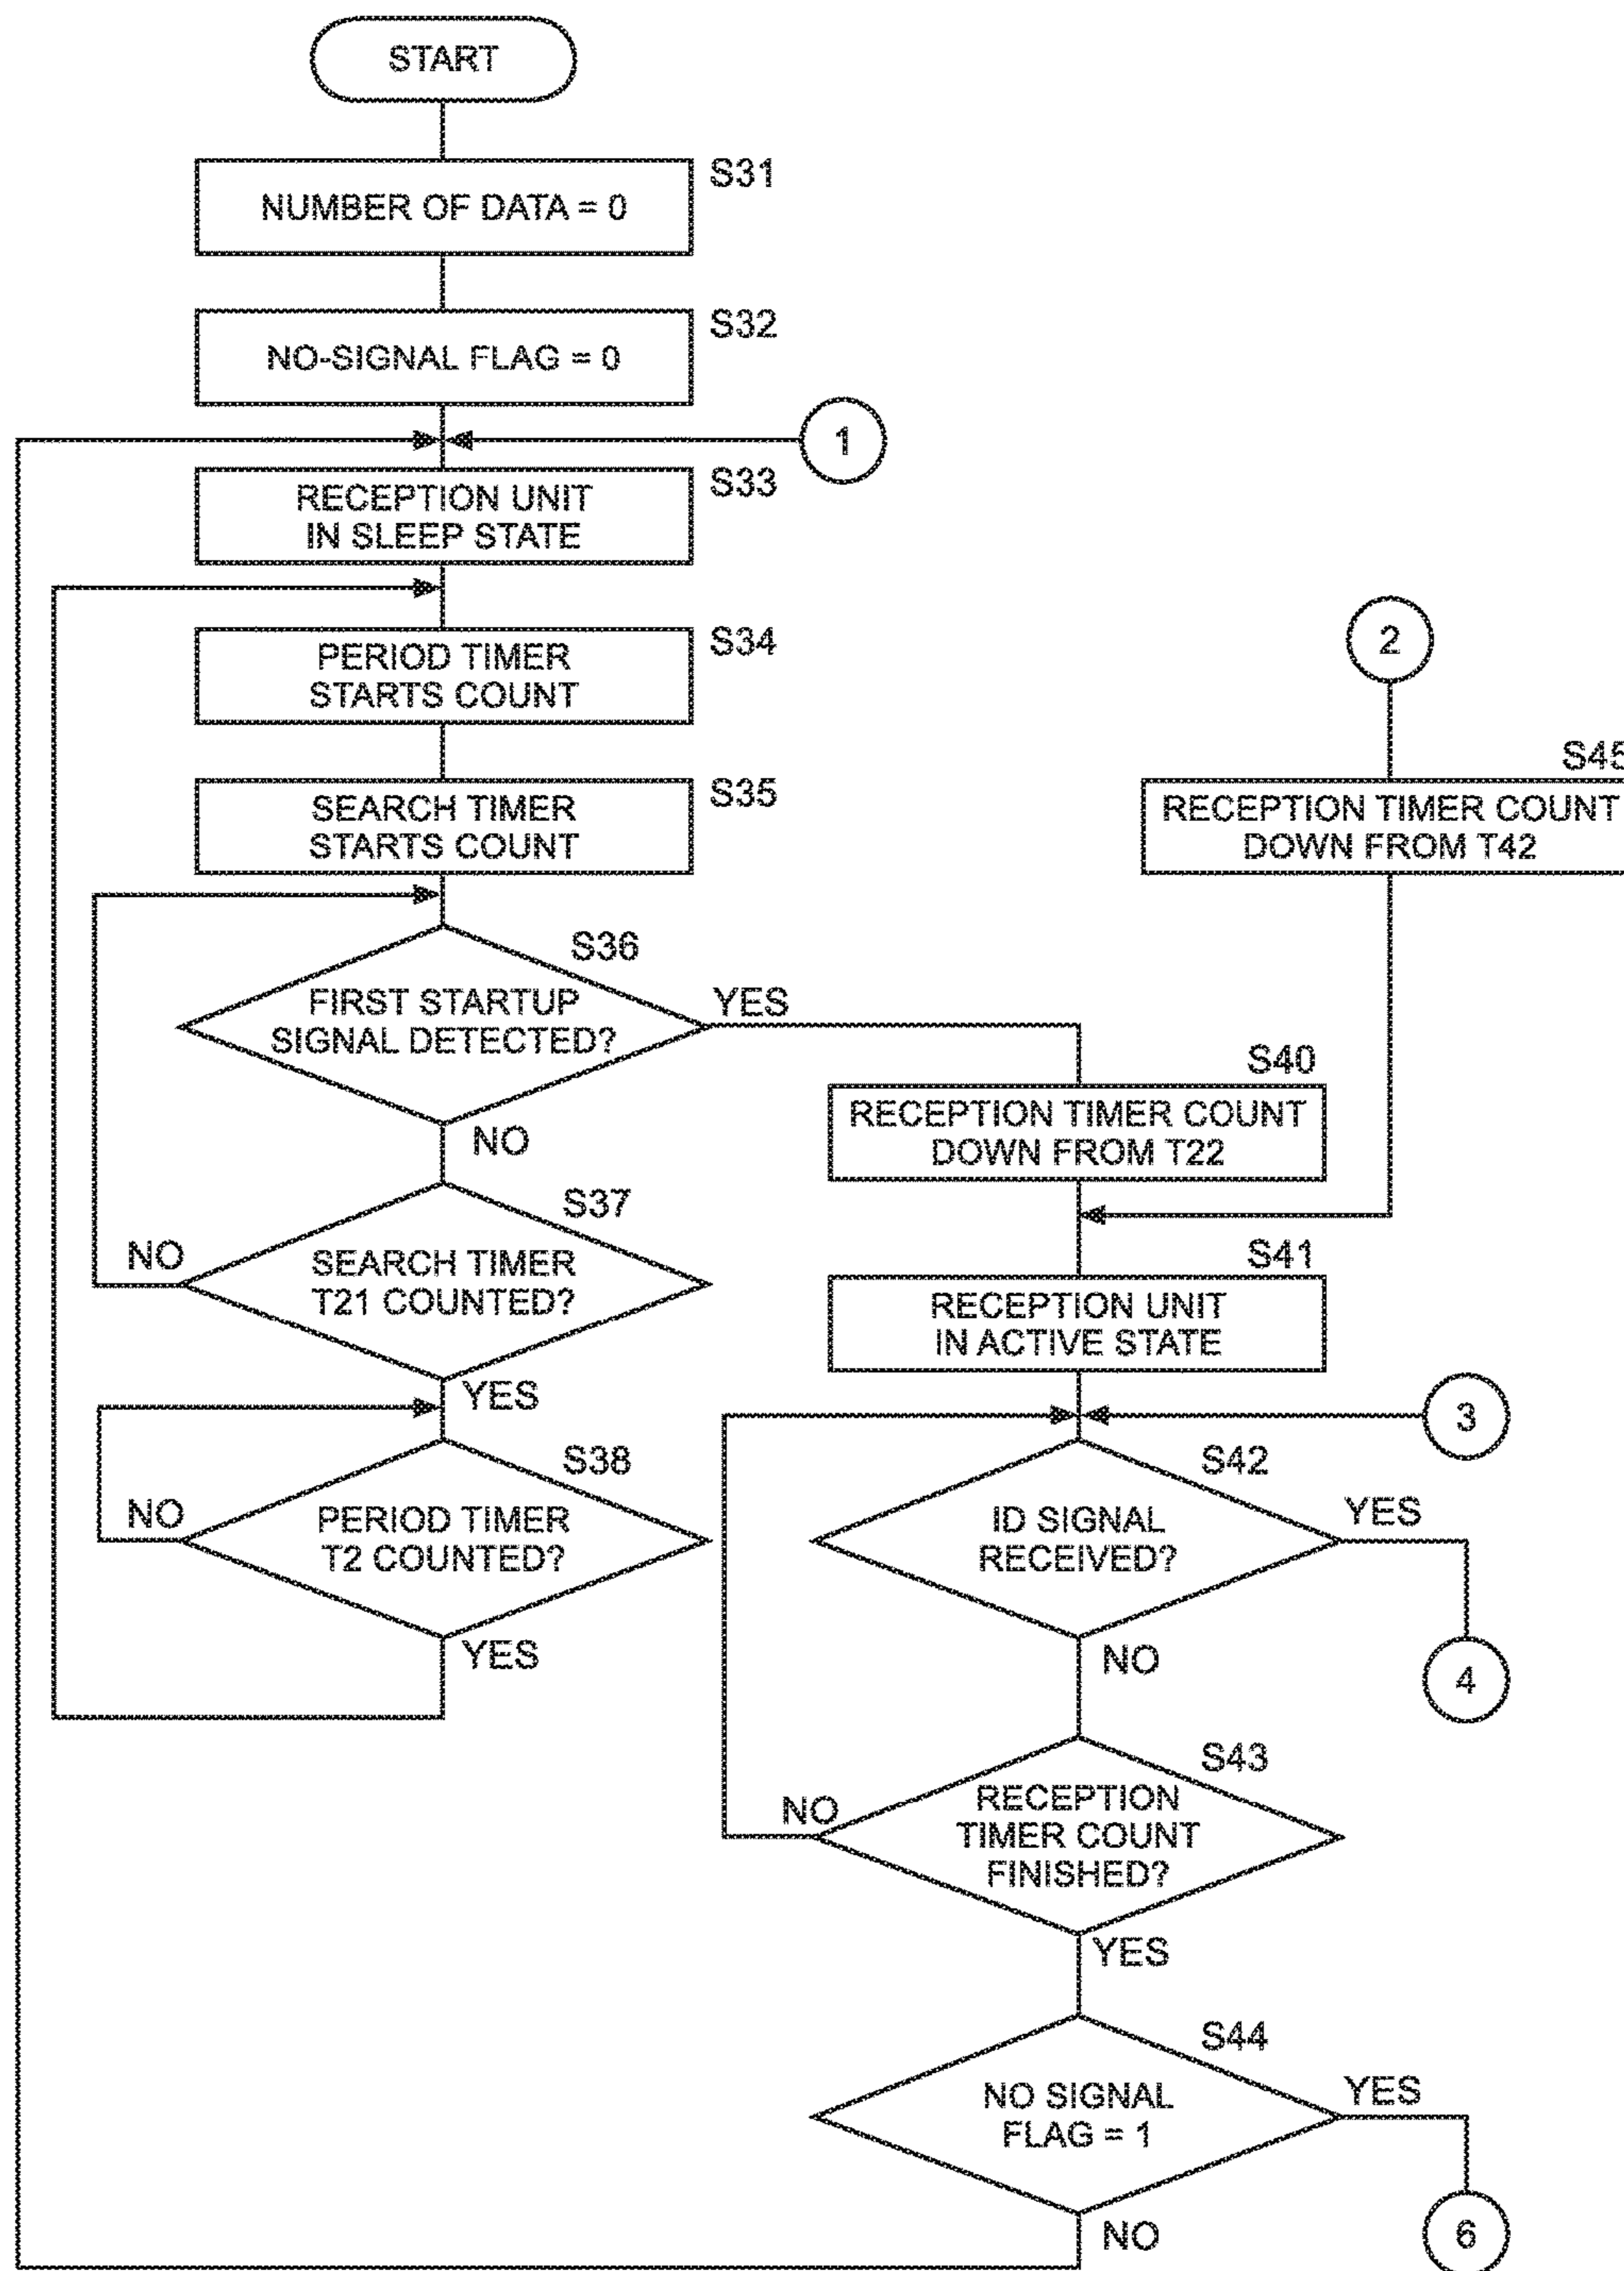 START
S31
NUMBER OF DATA = 0
S32
NO-SIGNAL FLAG = 0
1
S33
RECEPTION UNIT
IN SLEEP STATE
S34
PERIOD TIMER
STARTS COUNT
2
S35
SEARCH TIMER
STARTS COUNT
S45
RECEPTION TIMER COUNT
DOWN FROM T42
S36
FIRST STARTUP
SIGNAL DETECTED?
YES
NO
S40
RECEPTION TIMER COUNT
DOWN FROM T22
S37
SEARCH TIMER
T21 COUNTED?
NO
YES
S41
RECEPTION UNIT
IN ACTIVE STATE
3
S38
PERIOD TIMER
T2 COUNTED?
NO
YES
S42
ID SIGNAL
RECEIVED?
YES
NO
4
S43
RECEPTION
TIMER COUNT
FINISHED?
NO
YES
S44
NO SIGNAL
FLAG = 1
YES
NO
6